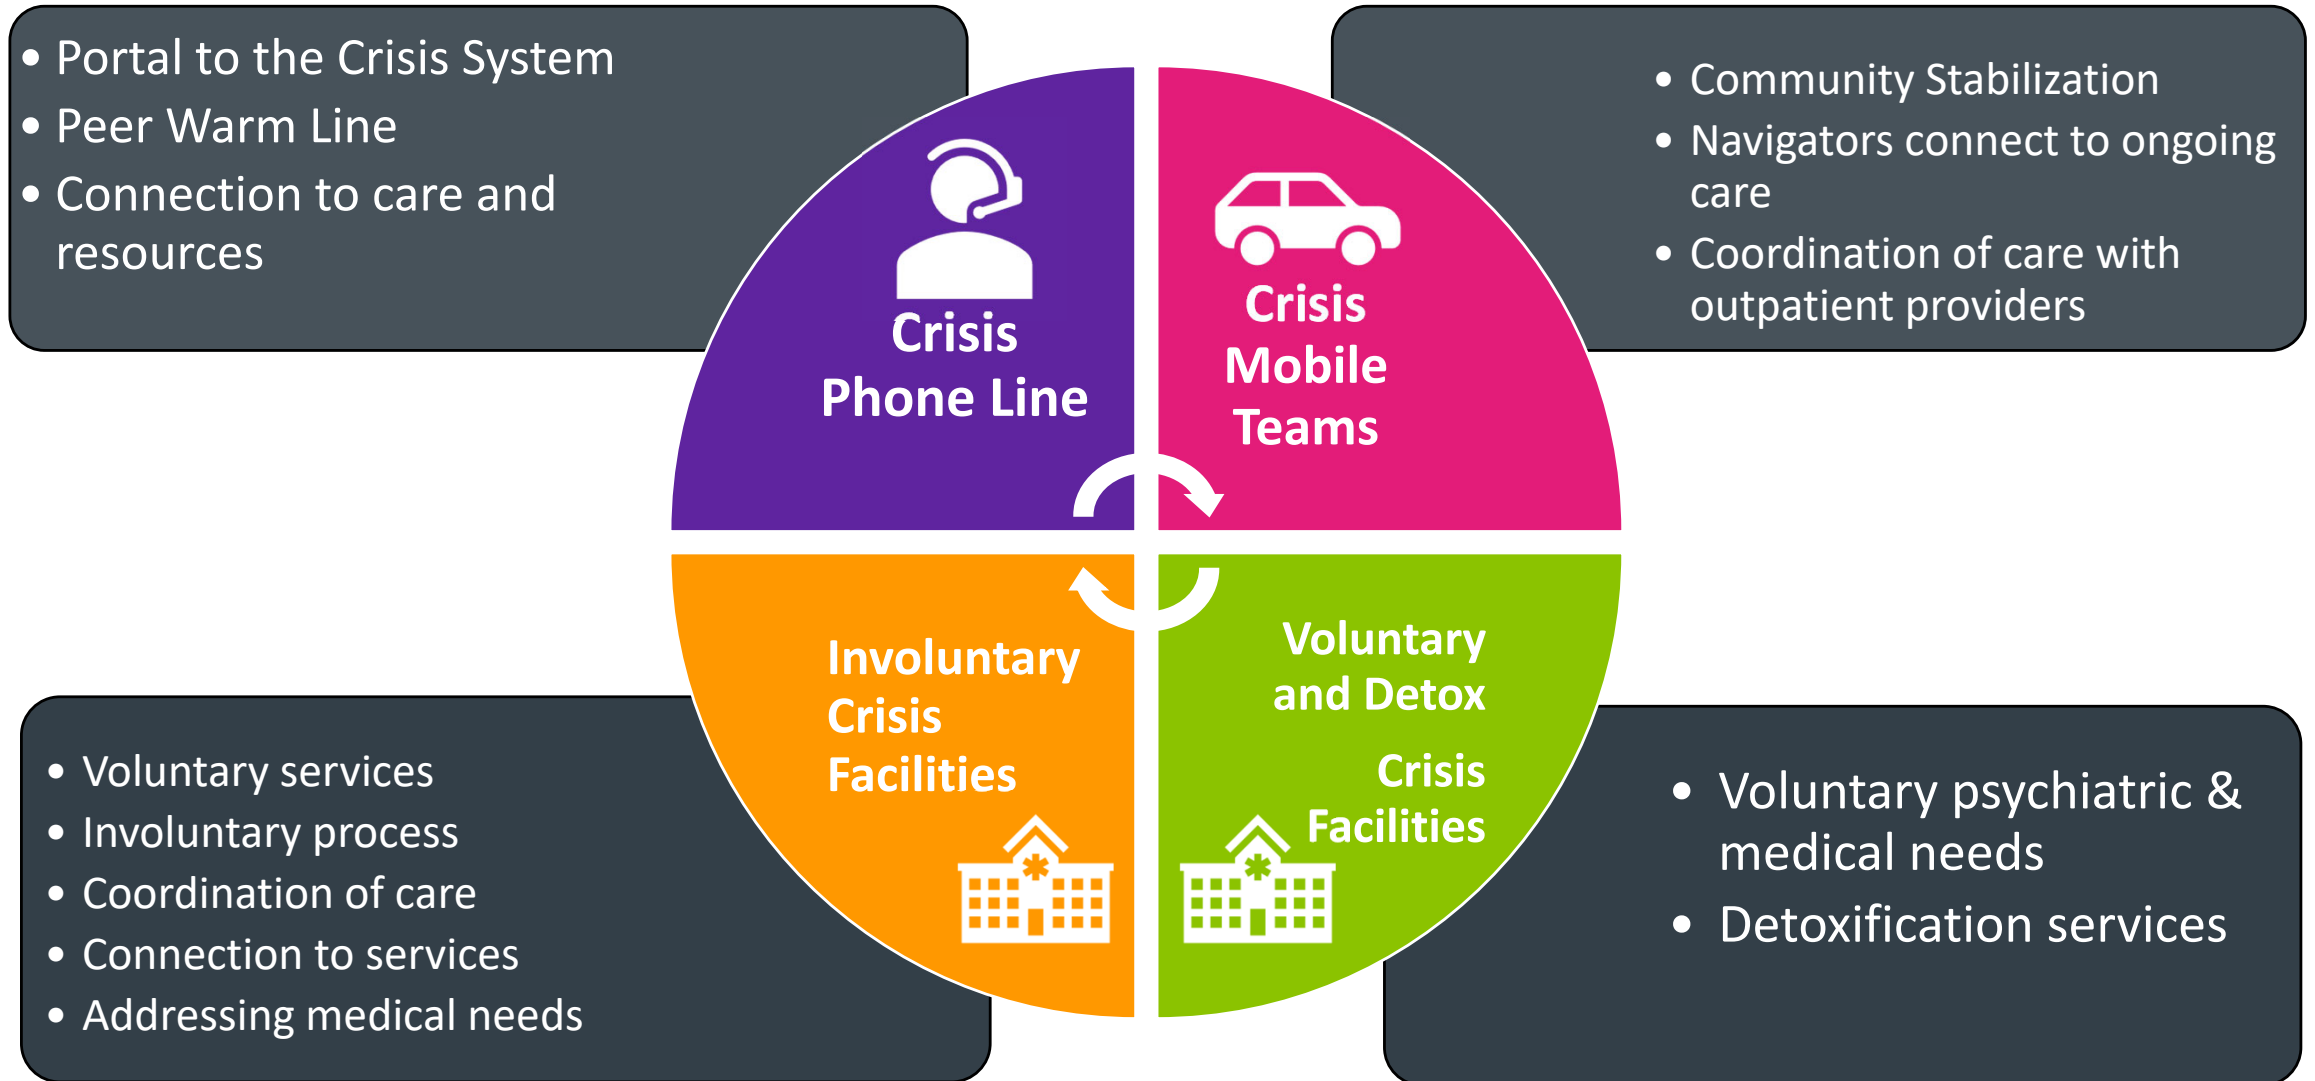 • Portal to the Crisis System
• Peer Warm Line
• Connection to care and
resources
Crisis
Phone Line
Crisis
Mobile
Teams
• Community Stabilization
• Navigators connect to ongoing
care
• Coordination of care with
outpatient providers
Involuntary
Crisis
Facilities
• Voluntary services
• Involuntary process
• Coordination of care
• Connection to services
• Addressing medical needs
Voluntary
and Detox
Crisis
Facilities
• Voluntary psychiatric &
medical needs
• Detoxification services